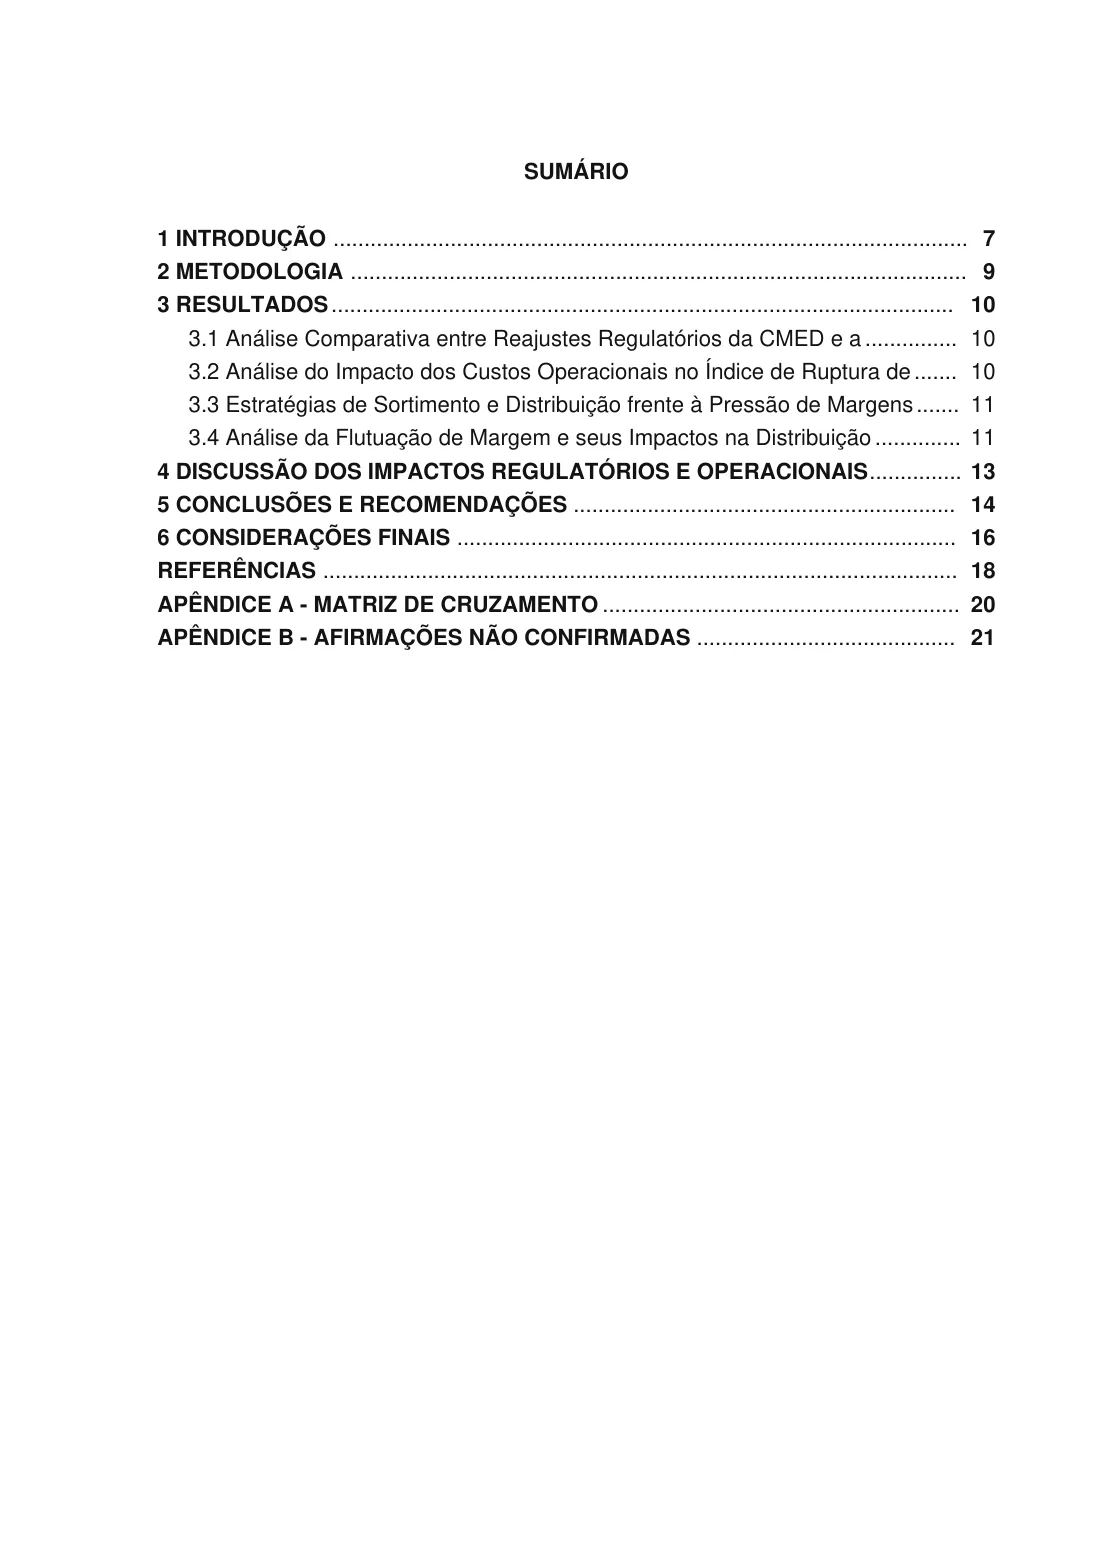 SUMÁRIO
1 INTRODUÇÃO ........................................................................................................ 7
2 METODOLOGIA ..................................................................................................... 9
3 RESULTADOS ...................................................................................................... 10
3.1 Análise Comparativa entre Reajustes Regulatórios da CMED e a ............... 10
3.2 Análise do Impacto dos Custos Operacionais no Índice de Ruptura de ....... 10
3.3 Estratégias de Sortimento e Distribuição frente à Pressão de Margens ....... 11
3.4 Análise da Flutuação de Margem e seus Impactos na Distribuição .............. 11
4 DISCUSSÃO DOS IMPACTOS REGULATÓRIOS E OPERACIONAIS ............... 13
5 CONCLUSÕES E RECOMENDAÇÕES .............................................................. 14
6 CONSIDERAÇÕES FINAIS ................................................................................. 16
REFERÊNCIAS ....................................................................................................... 18
APÊNDICE A - MATRIZ DE CRUZAMENTO .......................................................... 20
APÊNDICE B - AFIRMAÇÕES NÃO CONFIRMADAS .......................................... 21